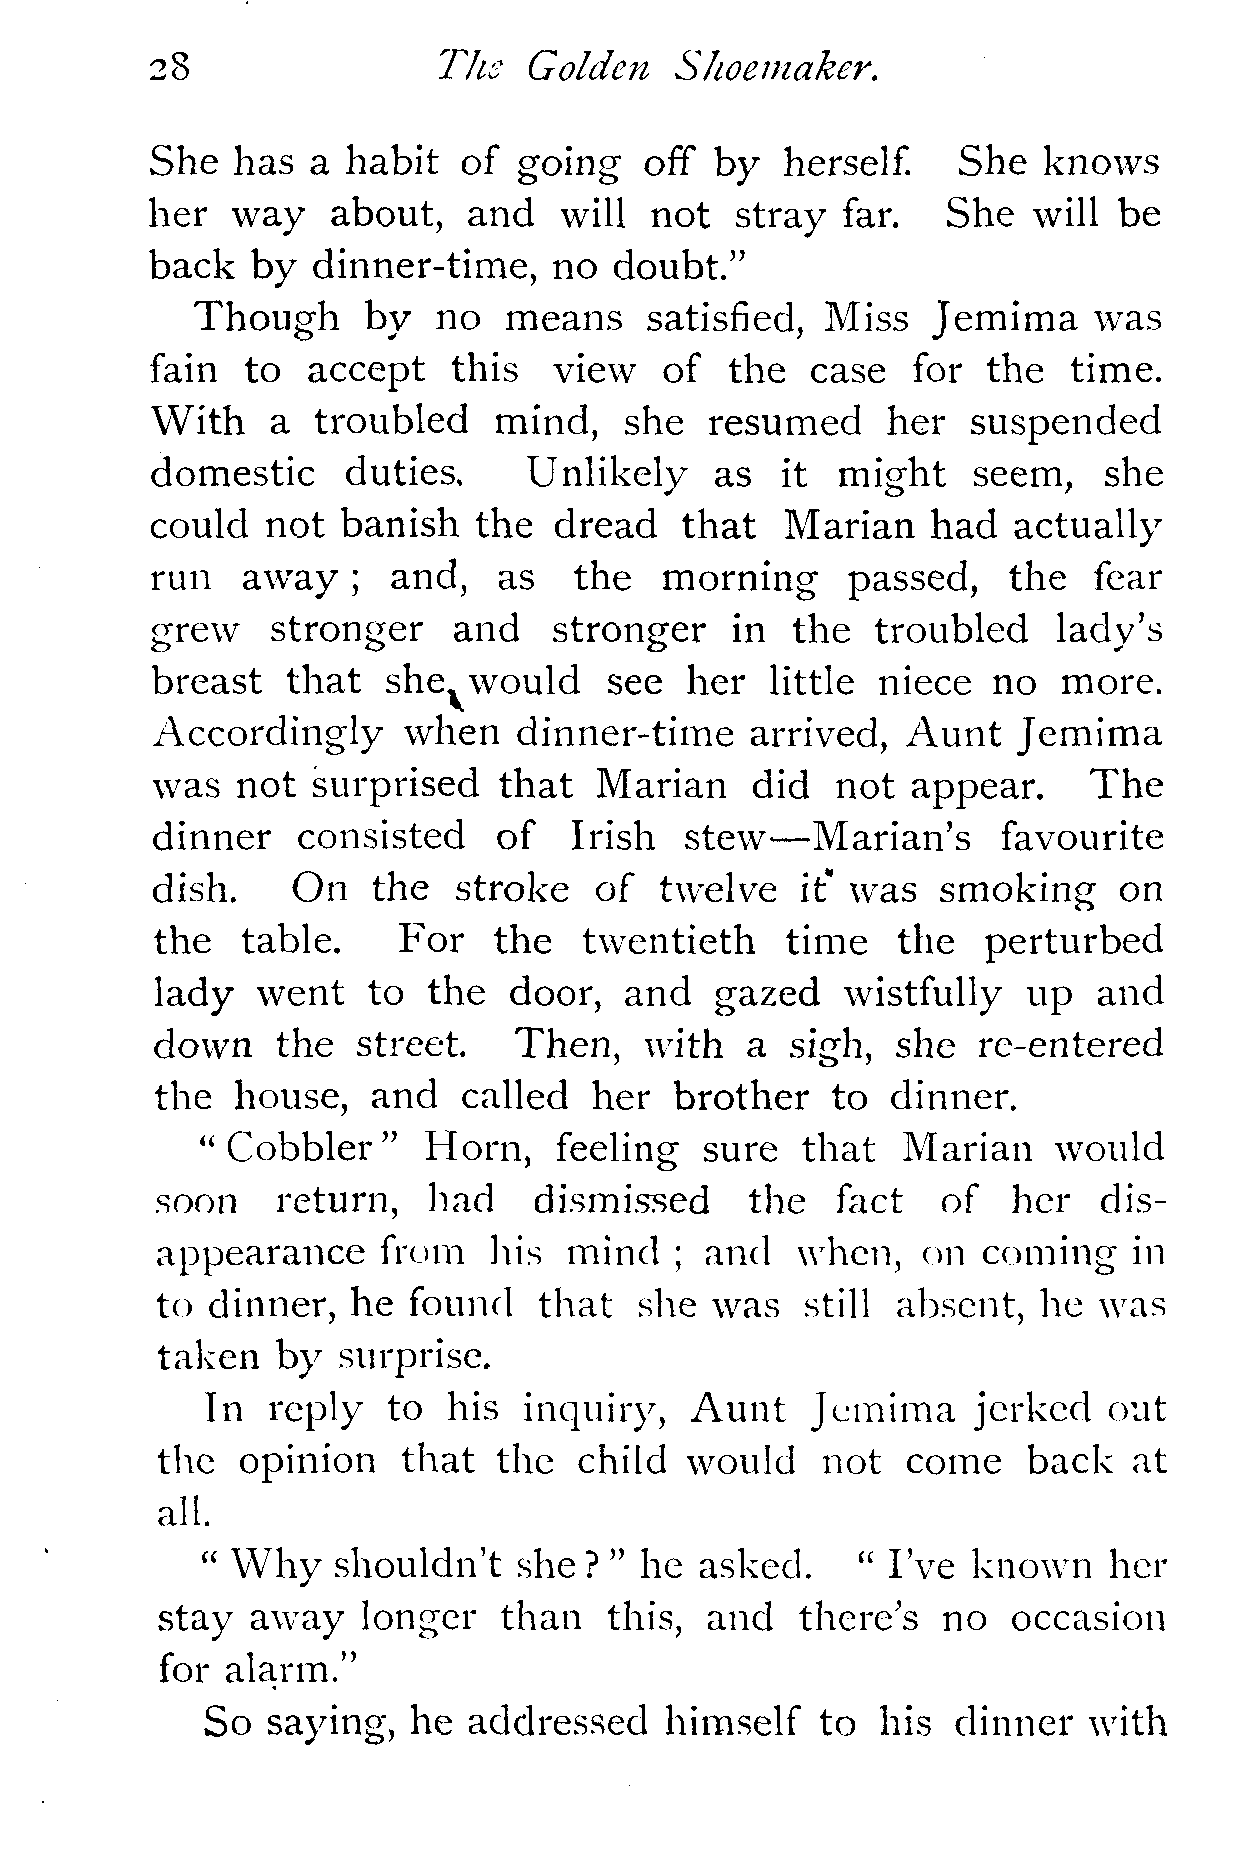 28 The Golden Shoemaker.
She has a habit of going off by herself. She knows
her way about, and will not stray far. She will be
back by dinner-time, no doubt.”
Though by no means satisfied, Miss Jemima was
fain to accept this view of the case for the time.
With a troubled mind, she resumed her suspended
domestic duties. Unlikely as it might seem, she
could not banish the dread that Marian had actually
run away ; and, as the morning passed, the fear
grew stronger and stronger in the troubled lady’s
breast that she would see her little niece no more.
Accordingly when dinner-time arrived, Aunt Jemima
was not surprised that Marian did not appear. The
dinner consisted of Irish stew—Marian’s favourite
dish. On the stroke of twelve it was smoking on
the table. For the twentieth time the perturbed
lady went to the door, and gazed wistfully up and
down the street. Then, with a sigh, she re-entered
the house, and called her brother to dinner.
“ Cobbler ” Horn, feeling sure that Marian would
soon return, had dismissed the fact of her dis-
appearance from his mind ; and when, on coming in
to dinner, he found that she was still absent, he was
taken by surprise.
In reply to his inquiry, Aunt Jemima jerked out
the opinion that the child would not come back at
all.
“ Why shouldn’t she ? ” he asked. “ I’ve known her
stay away longer than this, and there’s no occasion
for alarm.”
So saying, he addressed himself to his dinner with